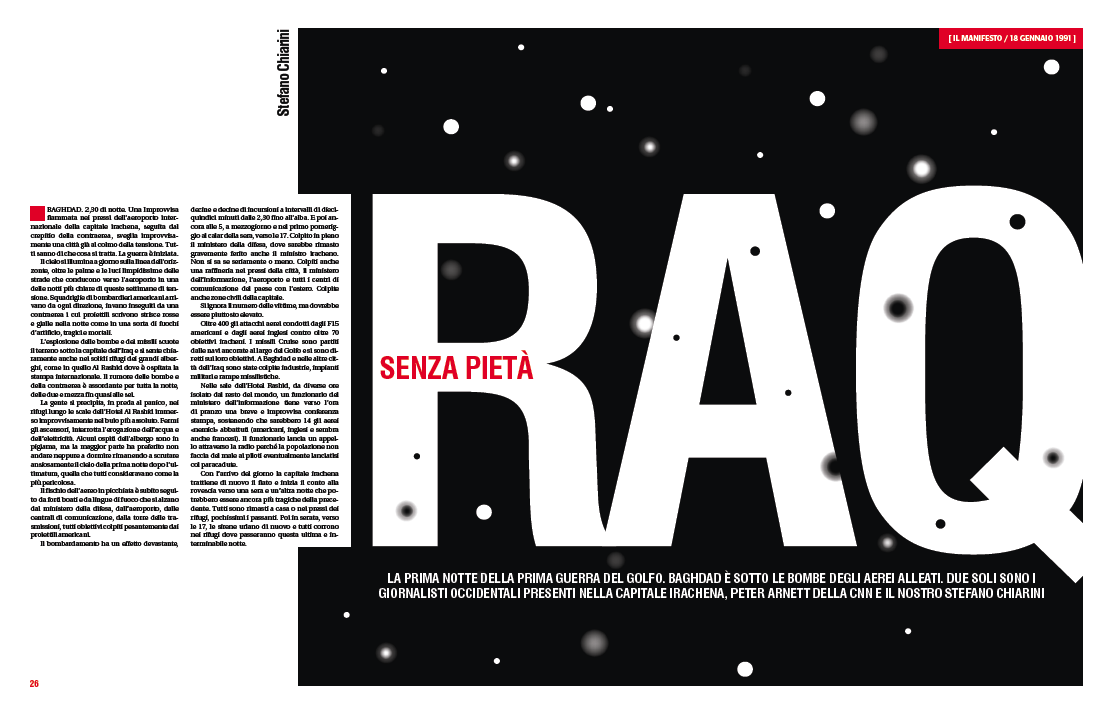 Stefano Chiarini
[ IL MANIFESTO / 18 GENNAIO 1991 ]
RAQ
SENZA PIETÀ
LA PRIMA NOTTE DELLA PRIMA GUERRA DEL GOLFO. BAGHDAD È SOTTO LE BOMBE DEGLI AEREI ALLEATI. DUE SOLI SONO I
GIORNALISTI OCCIDENTALI PRESENTI NELLA CAPITALE IRACHENA, PETER ARNETT DELLA CNN E IL NOSTRO STEFANO CHIARINI
BAGHDAD. 2,30 di notte. Una improvvisa
fiammata nei pressi dell'aeroporto inter-
nazionale della capitale irachena, seguita dal
crepitio della contraerea, sveglia improvvisa-
mente una città già al colmo della tensione. Tut-
ti sanno di che cosa si tratta. La guerra è iniziata.
Il cielo si illumina a giorno sulla linea dell'oriz-
zonte, oltre le palme e le luci limpidissime delle
strade che conducono verso l'aeroporto in una
delle notti più chiare di queste settimane di ten-
sione. Squadriglie di bombardieri americani arri-
vano da ogni direzione, invano inseguiti da una
contraerea i cui proiettili scrivono strisce rosse
e gialle nella notte come in una sorta di fuochi
d'artificio, tragici e mortali.
L'esplosione delle bombe e dei missili scuote
il terreno sotto la capitale dell'Iraq e si sente chia-
ramente anche nei solidi rifugi dei grandi alber-
ghi, come in quello Al Rashid dove è ospitata la
stampa internazionale. Il rumore delle bombe e
della contraerea è assordante per tutta la notte,
delle due e mezza fin quasi alle sei.
La gente si precipita, in preda al panico, nei
rifugi lungo le scale dell'Hotel Al Rashid immer-
so improvvisamente nel buio più assoluto. Fermi
gli ascensori, interrotta l'erogazione dell'acqua e
dell'elettricità. Alcuni ospiti dell'albergo sono in
pigiama, ma la maggior parte ha preferito non
andare neppure a dormire rimanendo a scrutare
ansiosamente il cielo della prima notte dopo l'ul-
timatum, quella che tutti consideravano come la
più pericolosa.
Il fischio dell'aereo in picchiata è subito segui-
to da forti boati e da lingue di fuoco che si alzano
dal ministero della difesa, dall'aeroporto, dalle
centrali di comunicazione, dalla torre delle tra-
smissioni, tutti obiettivi colpiti pesantemente dai
proiettili americani.
Il bombardamento ha un effetto devastante,
decine e decine di incursioni a intervalli di dieci-
quindici minuti dalle 2,30 fino all'alba. E poi an-
cora alle 5, a mezzogiorno e nel primo pomerig-
gio al calar della sera, verso le 17. Colpito in pieno
il ministero della difesa, dove sarebbe rimasto
gravemente ferito anche il ministro iracheno.
Non si sa se seriamente o meno. Colpiti anche
una raffineria nei pressi della città, il ministero
dell'informazione, l'aeroporto e tutti i centri di
comunicazione del paese con l'estero. Colpite
anche zone civili della capitale.
Si ignora il numero delle vittime, ma dovrebbe
essere piuttosto elevato.
Oltre 400 gli attacchi aerei condotti dagli F15
americani e dagli aerei inglesi contro oltre 70
obiettivi iracheni. I missili Cruise sono partiti
dalle navi ancorate al largo del Golfo e si sono di-
retti sui loro obiettivi. A Baghdad e nelle altre cit-
tà dell'Iraq sono state colpite industrie, impianti
militari e rampe missilistiche.
Nelle sale dell'Hotel Rashid, da diverse ore
isolato dal resto del mondo, un funzionario del
ministero dell'informazione tiene verso l'ora
di pranzo una breve e improvvisa conferenza
stampa, sostenendo che sarebbero 14 gli aerei
«nemici» abbattuti (americani, inglesi e sembra
anche francesi). Il funzionario lancia un appel-
lo attraverso la radio perché la popolazione non
faccia del male ai piloti eventualmente lanciatisi
col paracadute.
Con l'arrivo del giorno la capitale irachena
trattiene di nuovo il fiato e inizia il conto alla
rovescia verso una sera e un'altra notte che po-
trebbero essere ancora più tragiche della prece-
dente. Tutti sono rimasti a casa o nei pressi dei
rifugi, pochissimi i passanti. Poi in serata, verso
le 17, le sirene urlano di nuovo e tutti corrono
nei rifugi dove passeranno questa ultima e in-
terminabile notte.
26